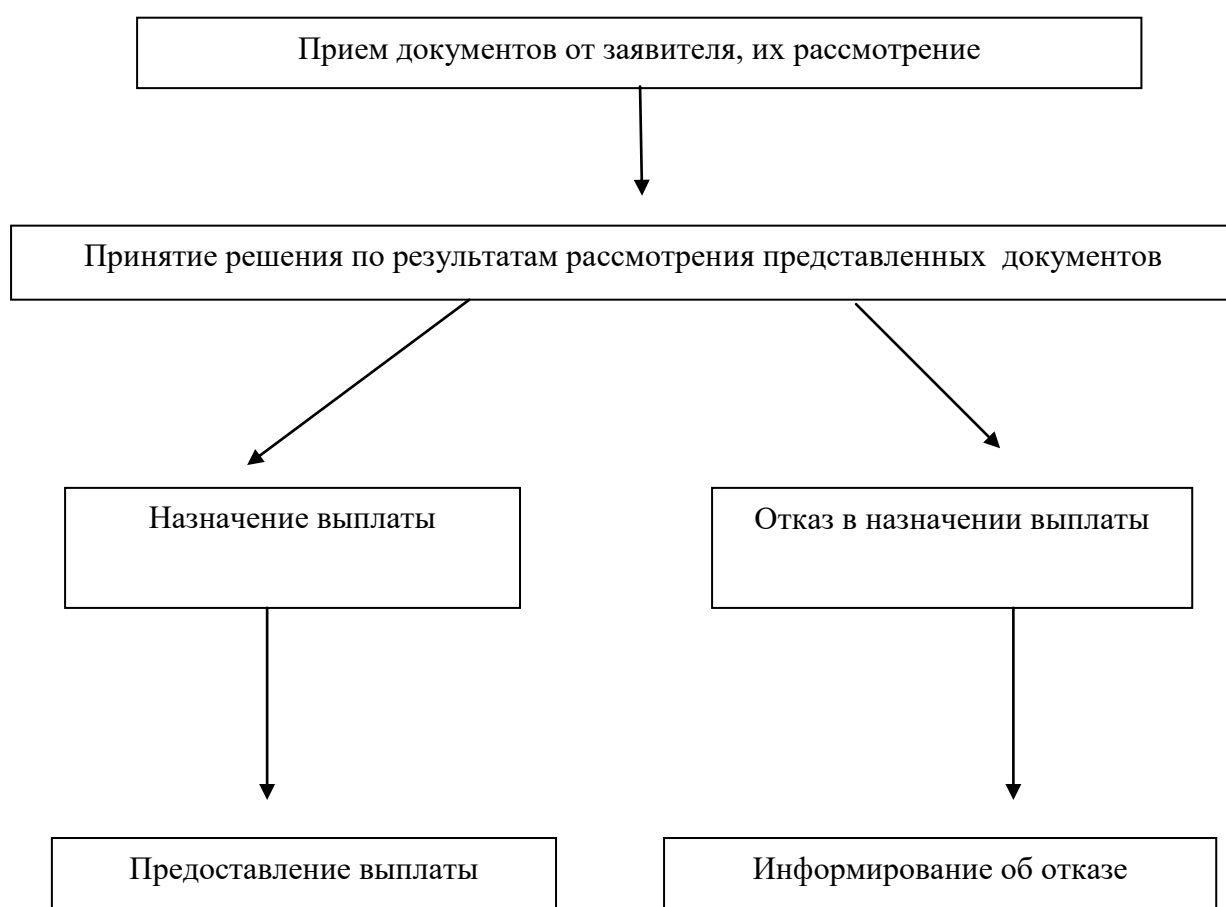 Прием документов от заявителя, их рассмотрение
Принятие решения по результатам рассмотрения представленных  документов
Назначение выплаты
Отказ в назначении выплаты
Предоставление выплаты
Информирование об отказе